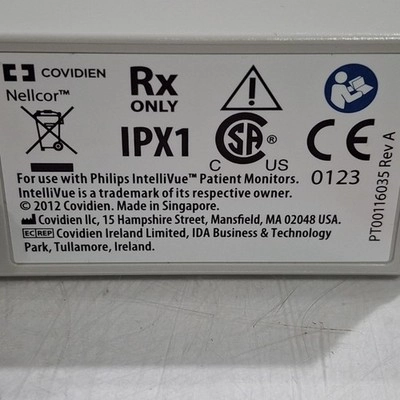 COVIDIEN
Nellcor™
Rx
ONLY
IPX1
C SA ® C US
CE
0123
For use with Philips IntelliVue™ Patient Monitors.
IntelliVue is a trademark of its respective owner.
© 2012 Covidien. Made in Singapore.
Covidien llc, 15 Hampshire Street, Mansfield, MA 02048 USA.
EC REP Covidien Ireland Limited, IDA Business & Technology
Park, Tullamore, Ireland.
PT00116035 Rev A